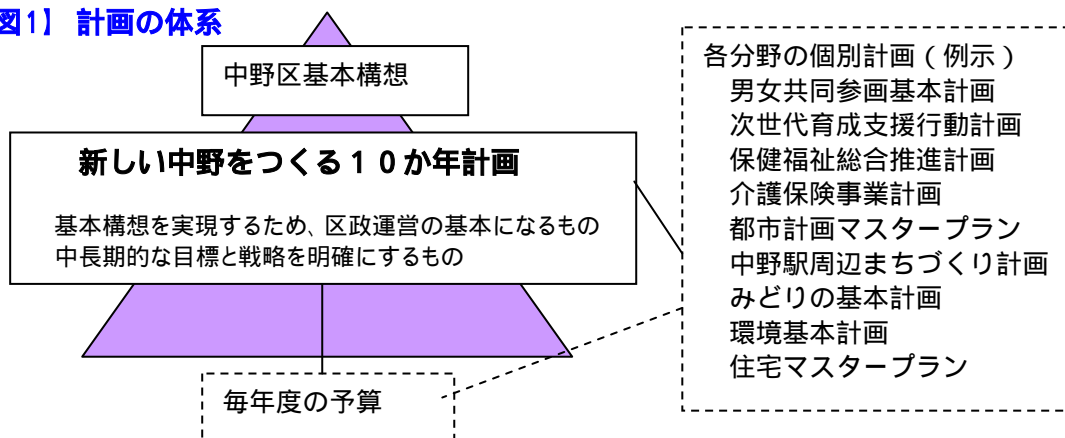 図1】 計画の体系
中野区基本構想
新しい中野をつくる10か年計画
基本構想を実現するため、区政運営の基本になるもの
中長期的な目標と戦略を明確にするもの
毎年度の予算
各分野の個別計画(例示)
男女共同参画基本計画
次世代育成支援行動計画
保健福祉総合推進計画
介護保険事業計画
都市計画マスタープラン
中野駅周辺まちづくり計画
みどりの基本計画
環境基本計画
住宅マスタープラン